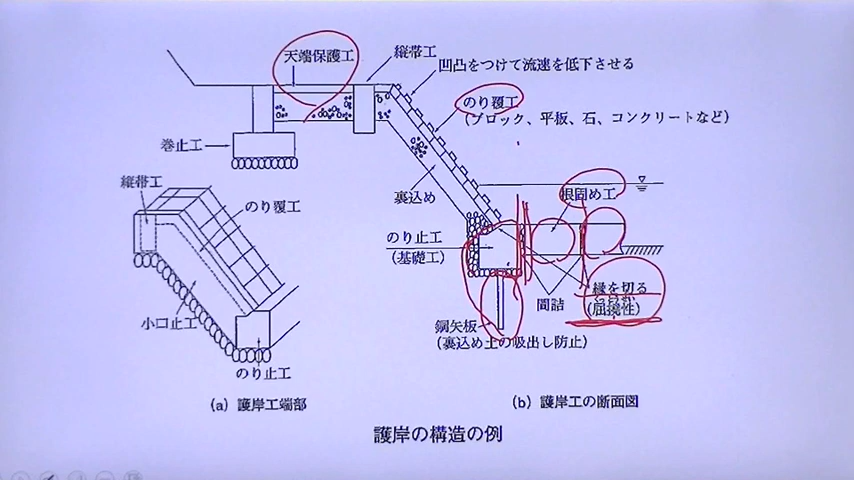 天端保護工
縦帯工
凹凸をつけて流速を低下させる
のり覆工
(ブロック、平板、石、コンクリートなど)
巻止工
縦帯工
のり覆工
裏込め
根固め工
のり止工
(基礎工)
間詰
縁を切る
(屈撓性)
小口止工
鋼矢板
(裏込め土の吸出し防止)
のり止工
(a) 護岸工端部
(b) 護岸工の断面図
護岸の構造の例